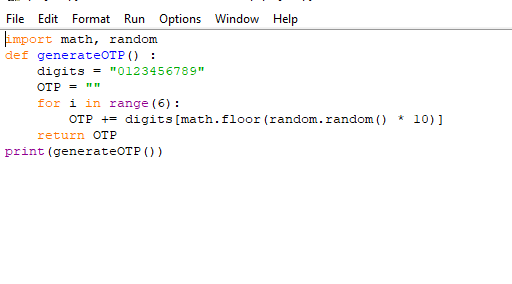 File Edit Format Run Options Window Help
import math, random
def generateOTP() :
    digits = "0123456789"
    OTP = ""
    for i in range(6):
        OTP += digits[math.floor(random.random() * 10)]
    return OTP
print(generateOTP())